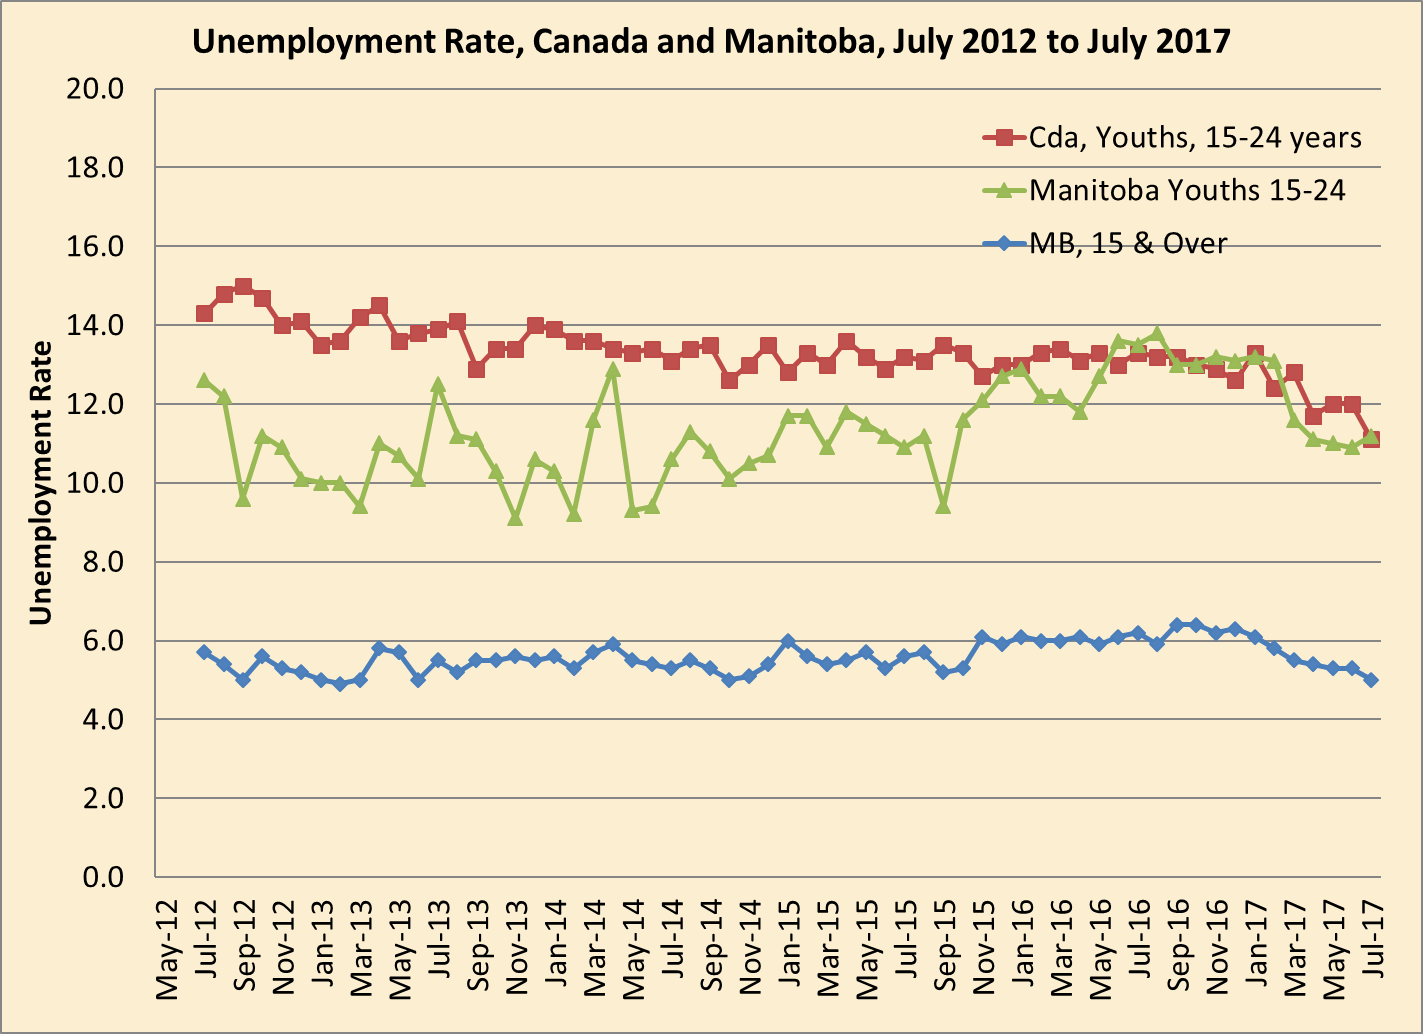 Unemployment Rate, Canada and Manitoba, July 2012 to July 2017
20.0
18.0
16.0
14.0
12.0
10.0
8.0
6.0
4.0
2.0
0.0
Unemployment Rate
Cda, Youths, 15-24 years
Manitoba Youths 15-24
MB, 15 & Over
May-12
Jul-12
Sep-12
Nov-12
Jan-13
Mar-13
May-13
Jul-13
Sep-13
Nov-13
Jan-14
Mar-14
May-14
Jul-14
Sep-14
Nov-14
Jan-15
Mar-15
May-15
Jul-15
Sep-15
Nov-15
Jan-16
Mar-16
May-16
Jul-16
Sep-16
Nov-16
Jan-17
Mar-17
May-17
Jul-17